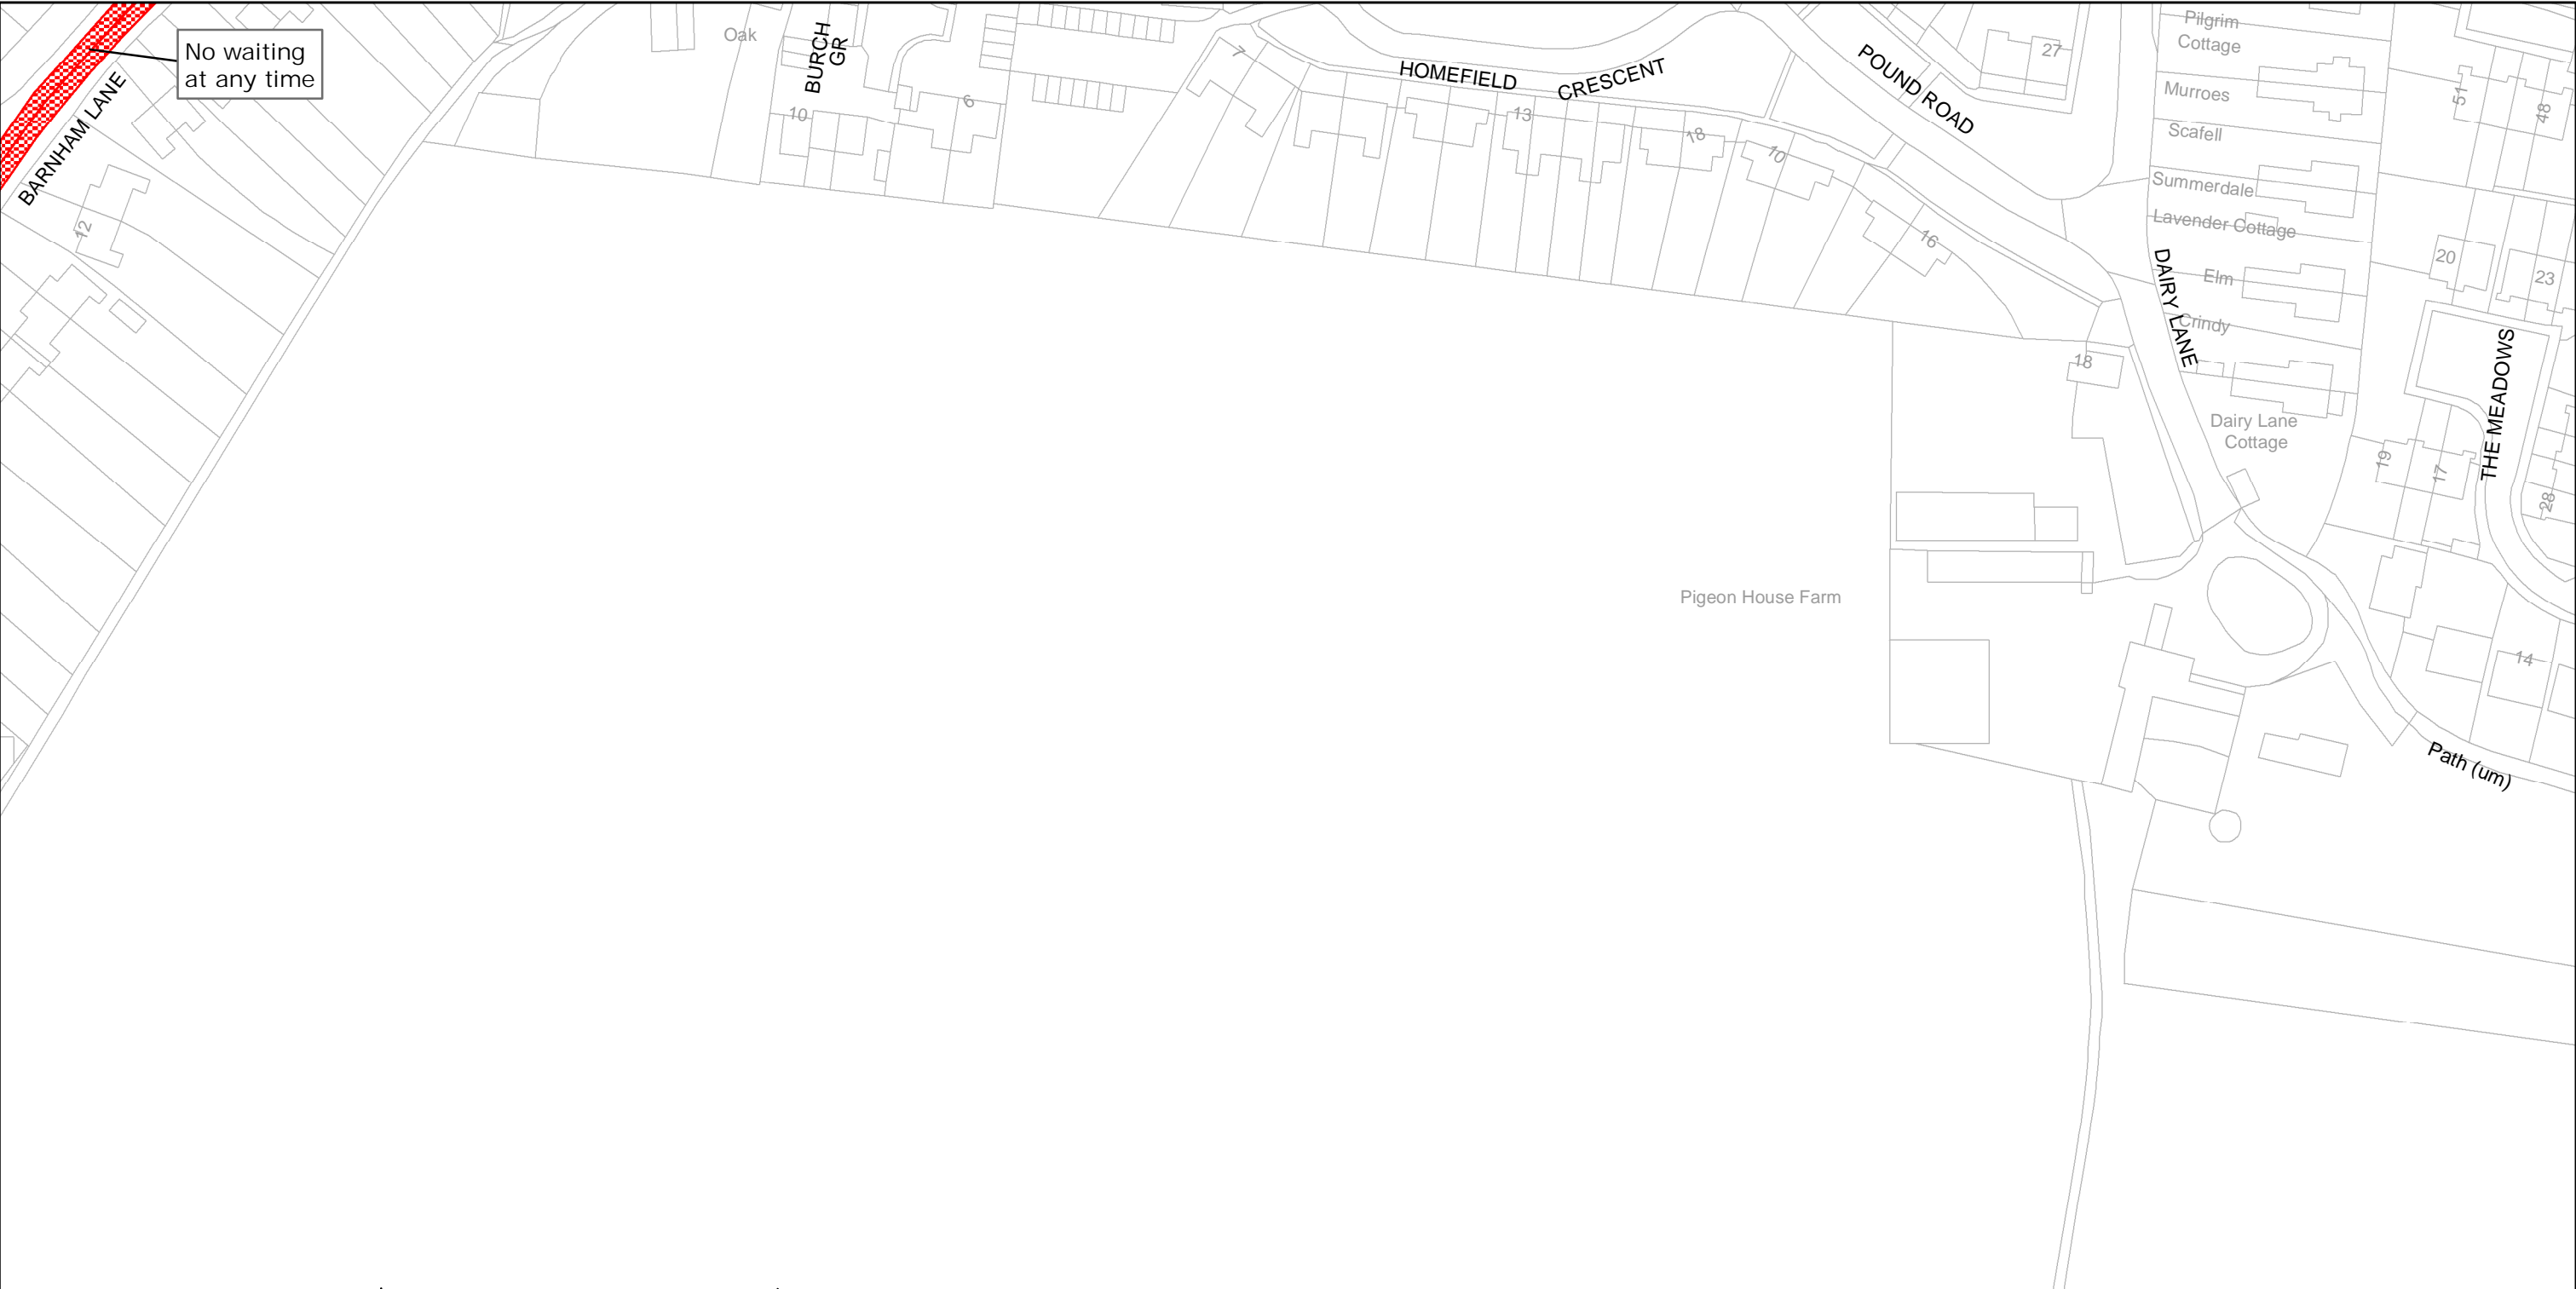 No waiting
at any time
BARNHAM LANE
12
Oak
BURCH
GR
10
6
7
HOMEFIELD CRESCENT
13
18
10
16
POUND ROAD
27
Pilgrim
Cottage
Murroes
Scafell
Summerdale
Lavender Cottage
Elm
Crindy
DAIRY LANE
18
Dairy Lane
Cottage
51
48
20
23
THE MEADOWS
19
17
28
14
Pigeon House Farm
Path (um)